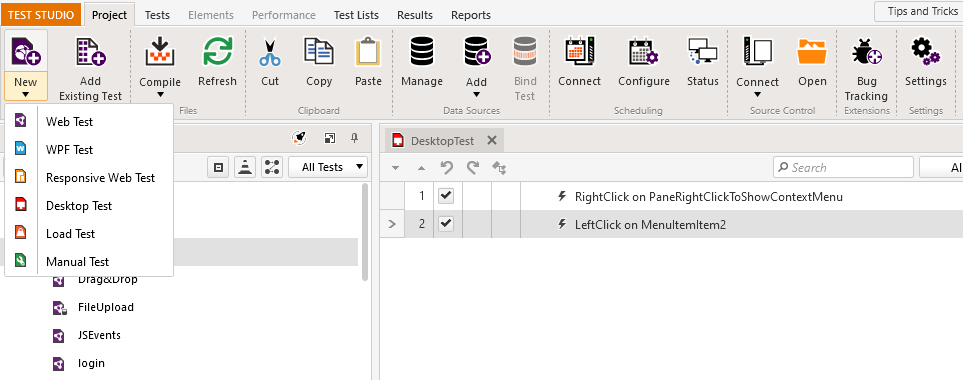 TEST STUDIO Project Tests Elements Performance Test Lists Results Reports Tips and Tricks
New Add Existing Test Compile Refresh Cut Copy Paste Manage Add Bind Test Connect Configure Status Connect Open Bug Tracking Settings
Files Clipboard Data Sources Scheduling Source Control Extensions Settings
Web Test
WPF Test
Responsive Web Test
Desktop Test
Load Test
Manual Test
All Tests
Drag&Drop
FileUpload
JSEvents
login
DesktopTest
Search
Al
1 RightClick on PaneRightClickToShowContextMenu
2 LeftClick on MenuItemItem2